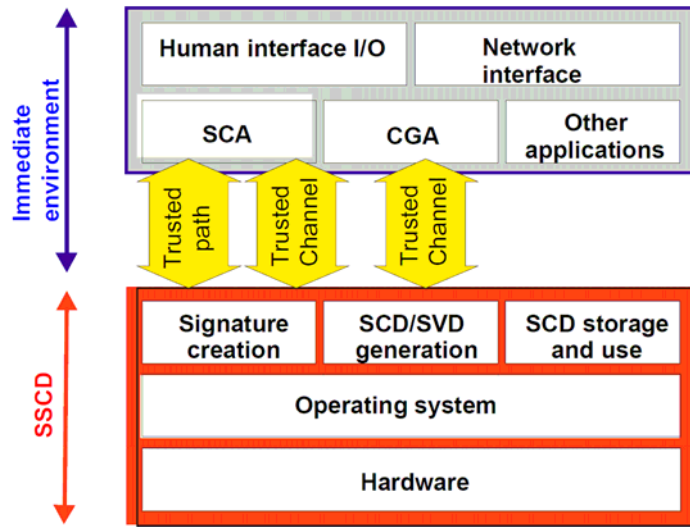 Immediate
environment
Human interface I/O
Network
interface
SCA
CGA
Other
applications
Trusted
path
Trusted
Channel
Trusted
Channel
SSCD
Signature
creation
SCD/SVD
generation
SCD storage
and use
Operating system
Hardware